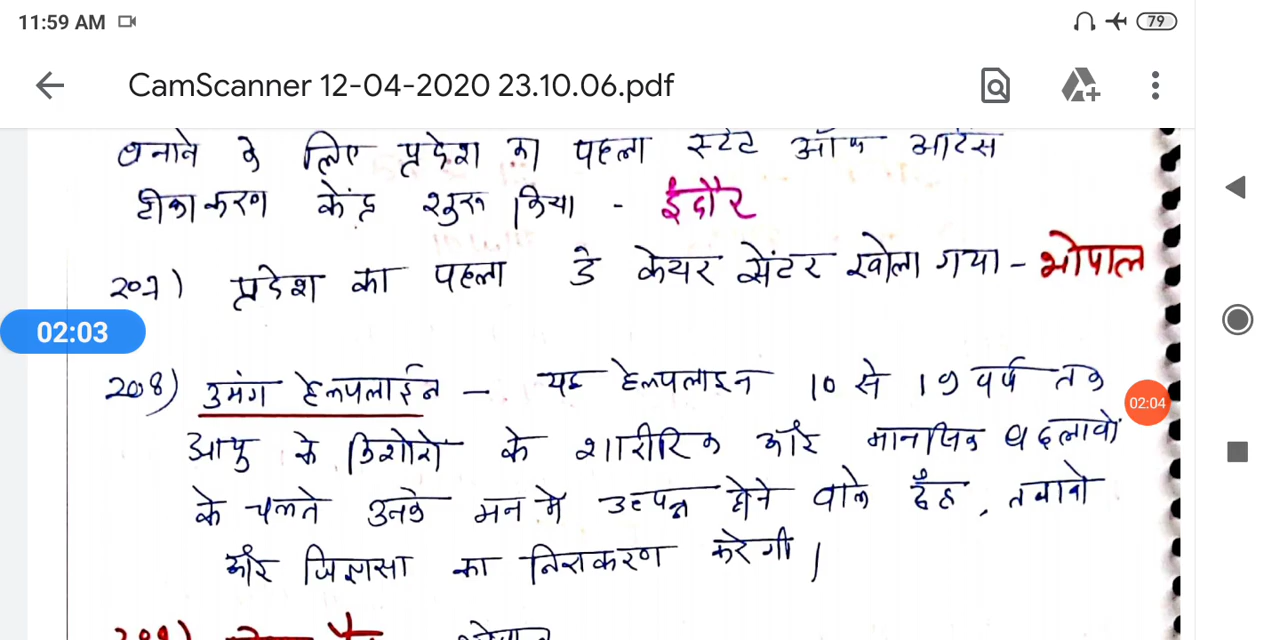 11:59 AM
79
CamScanner 12-04-2020 23.10.06.pdf
बनाने के लिए प्रदेश का पहला स्टेट ऑफ आर्टस
टीकाकरण केंद्र शुरू किया - इंदौर
207) प्रदेश का पहला डे केयर सेंटर खोला गया - भोपाल
02:03
208) उमंग हेल्पलाईन - यह हेल्पलाइन 10 से 19 वर्ष तक
02:04
आयु के किशोरो के शारीरिक और मानसिक बदलावों
के चलते उनके मन मे उत्पन्न होने वाले द्वंद, तनावो
और जिज्ञासा का निराकरण करेगी।
209) भोपाल